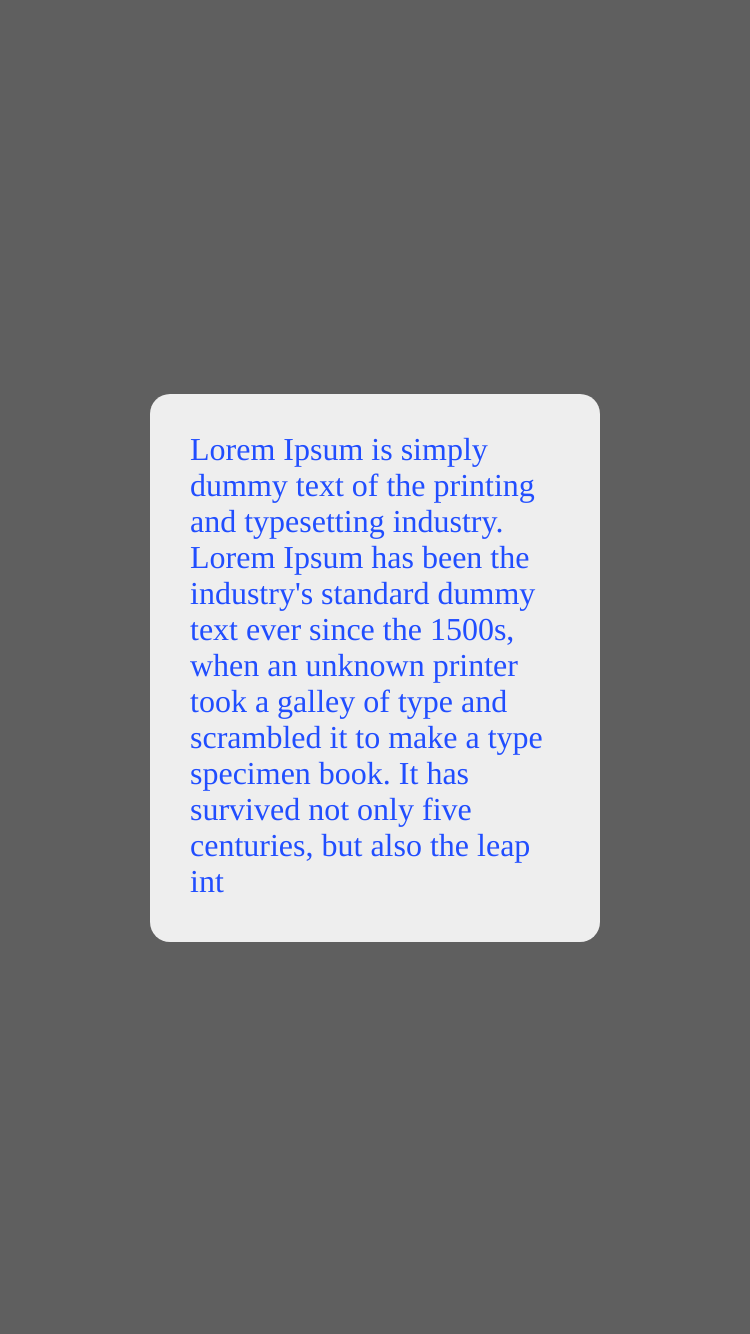 Lorem Ipsum is simply
dummy text of the printing
and typesetting industry.
Lorem Ipsum has been the
industry's standard dummy
text ever since the 1500s,
when an unknown printer
took a galley of type and
scrambled it to make a type
specimen book. It has
survived not only five
centuries, but also the leap
int